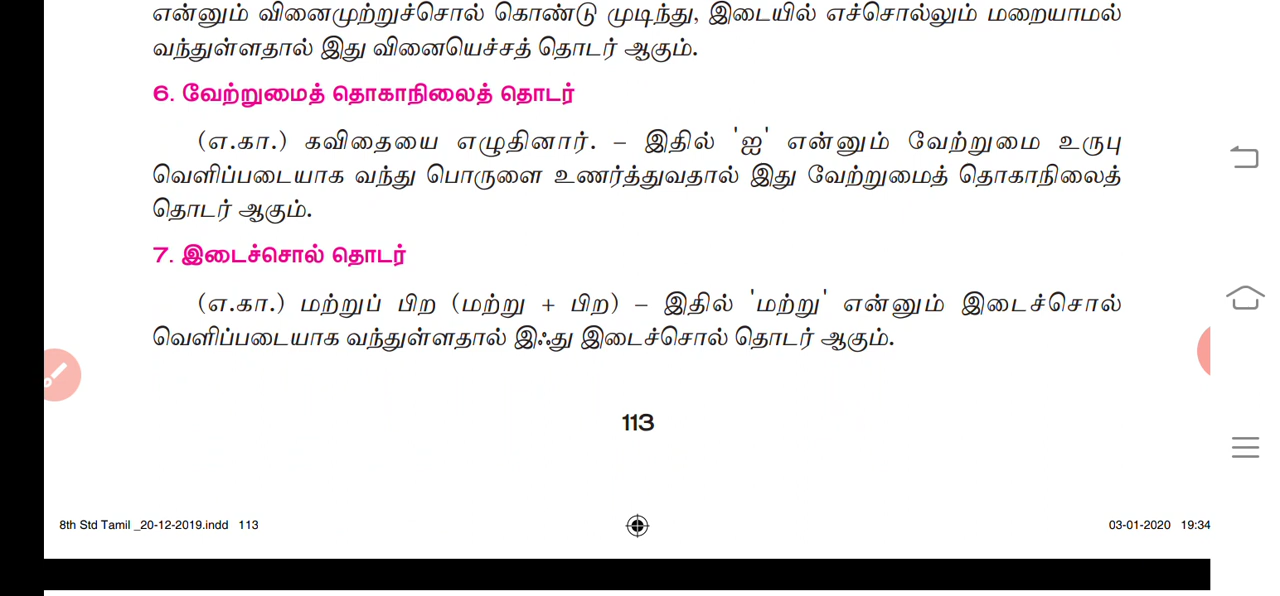 என்னும் வினைமுற்றுச்சொல் கொண்டு முடிந்து, இடையில் எச்சொல்லும் மறையாமல்
வந்துள்ளதால் இது வினையெச்சத் தொடர் ஆகும்.
6. வேற்றுமைத் தொகாநிலைத் தொடர்
(எ.கா.) கவிதையை எழுதினார். – இதில் 'ஐ' என்னும் வேற்றுமை உருபு
வெளிப்படையாக வந்து பொருளை உணர்த்துவதால் இது வேற்றுமைத் தொகாநிலைத்
தொடர் ஆகும்.
7. இடைச்சொல் தொடர்
(எ.கா.) மற்றுப் பிற (மற்று + பிற) – இதில் 'மற்று' என்னும் இடைச்சொல்
வெளிப்படையாக வந்துள்ளதால் இஃது இடைச்சொல் தொடர் ஆகும்.
113
8th Std Tamil _20-12-2019.indd 113
03-01-2020 19:34